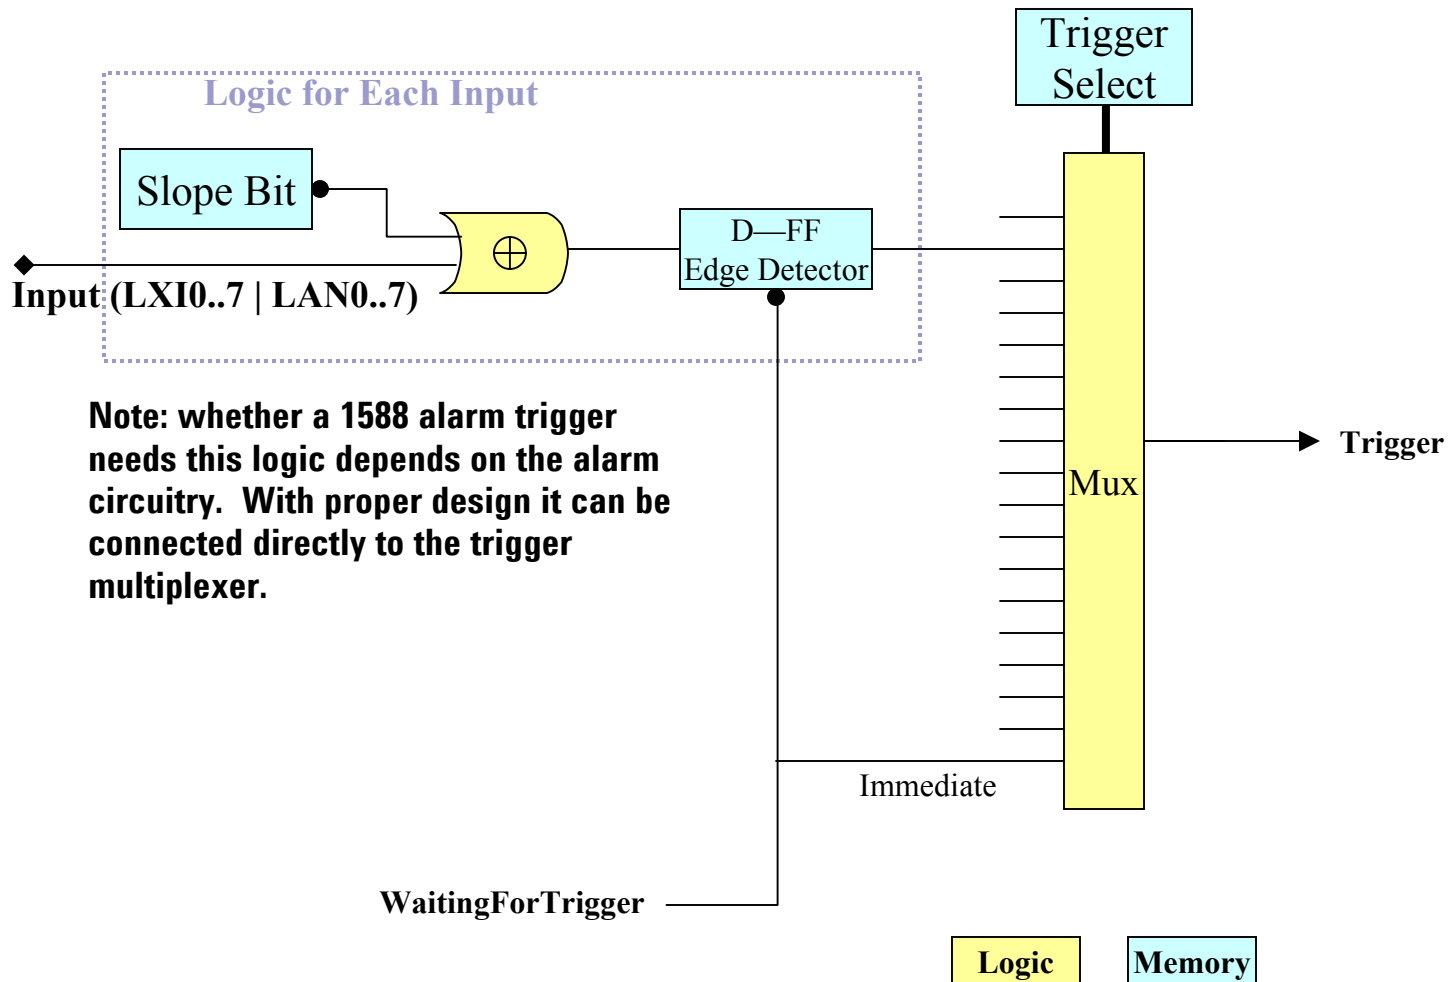 Trigger
Select
Logic for Each Input
Slope Bit
D—FF
Edge Detector
Input (LXI0..7 | LAN0..7)
Note: whether a 1588 alarm trigger
needs this logic depends on the alarm
circuitry.  With proper design it can be
connected directly to the trigger
multiplexer.
Mux
Trigger
Immediate
WaitingForTrigger
Logic
Memory